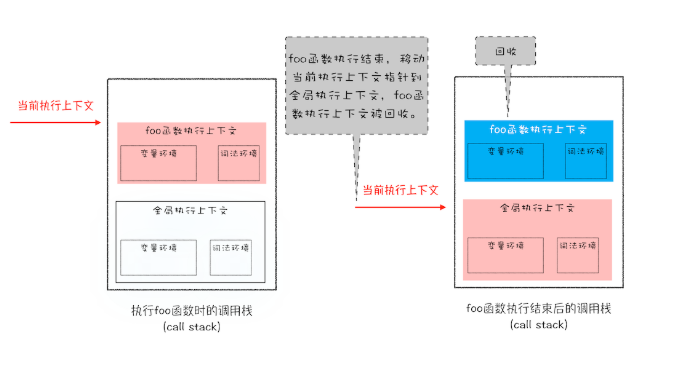 当前执行上下文
foo函数执行上下文
变量环境
词法环境
全局执行上下文
变量环境
词法环境
执行foo函数时的调用栈
(call stack)
foo函数执行结束，移动
当前执行上下文指针到
全局执行上下文，foo函
数执行上下文被回收。
当前执行上下文
回收
foo函数执行上下文
变量环境
词法环境
全局执行上下文
变量环境
词法环境
foo函数执行结束后的调用栈
(call stack)